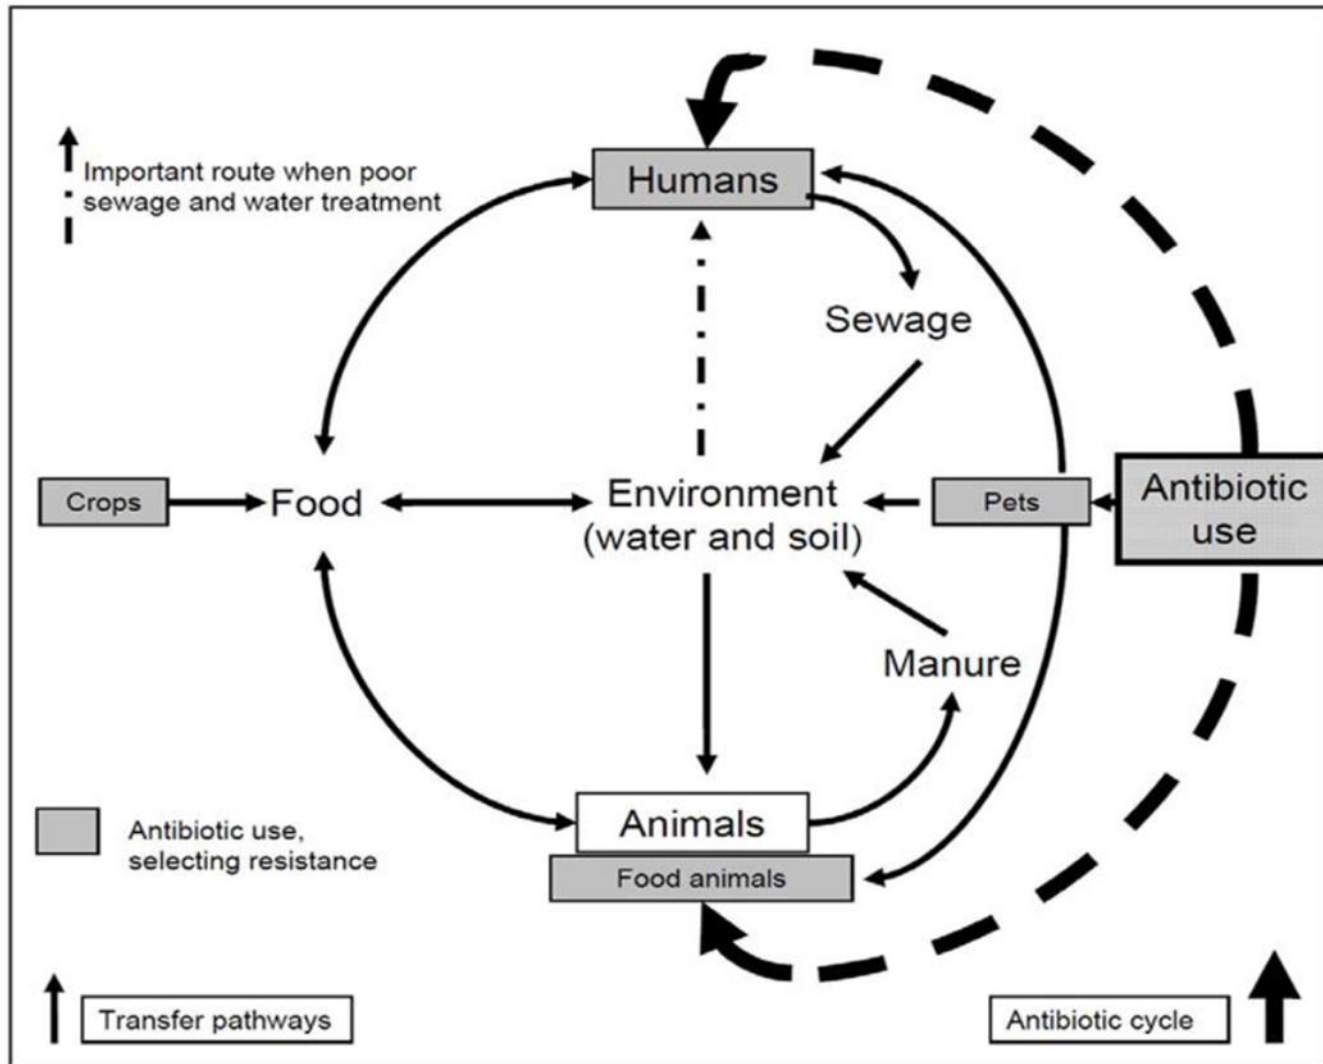 Important route when poor
sewage and water treatment
Humans
Sewage
Crops
Food
Environment
(water and soil)
Pets
Antibiotic
use
Manure
Animals
Food animals
Antibiotic use,
selecting resistance
Transfer pathways
Antibiotic cycle